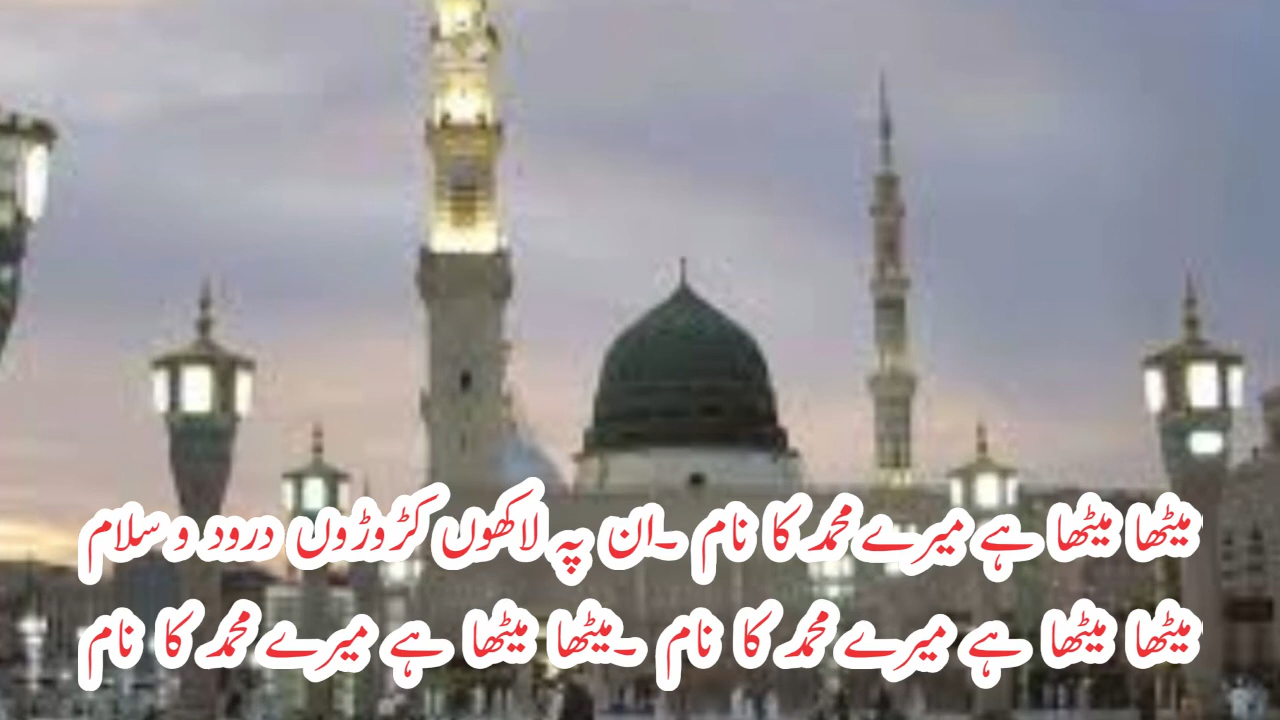 میٹھا میٹھا ہے میرے محمد کا نام ۔ان پہ لاکھوں کڑوڑوں درود و سلام
میٹھا میٹھا ہے میرے محمد کا نام ۔میٹھا میٹھا ہے میرے محمد کا نام